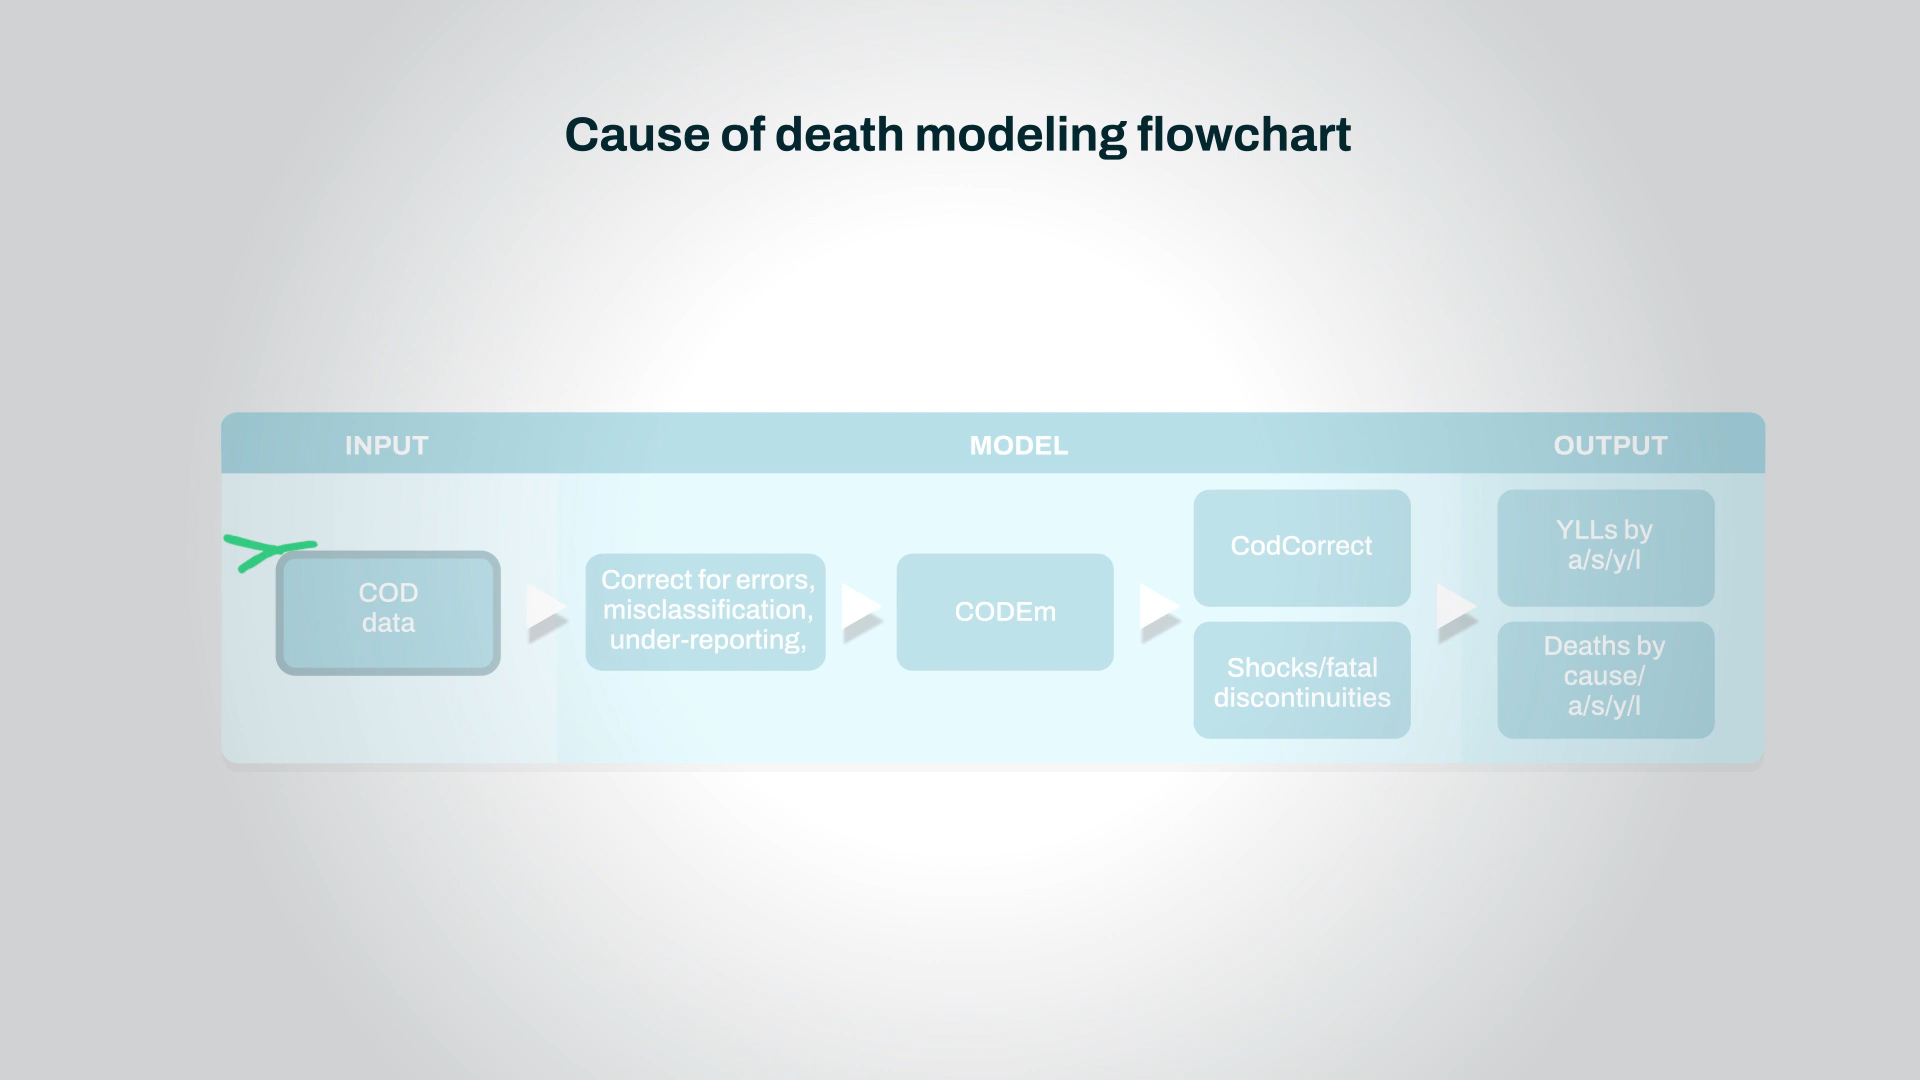 Cause of death modeling flowchart
INPUT
MODEL
OUTPUT
COD
data
Correct for errors,
misclassification,
under-reporting,
CODEm
CodCorrect
Shocks/fatal
discontinuities
YLLs by
a/s/y/l
Deaths by
cause/
a/s/y/l